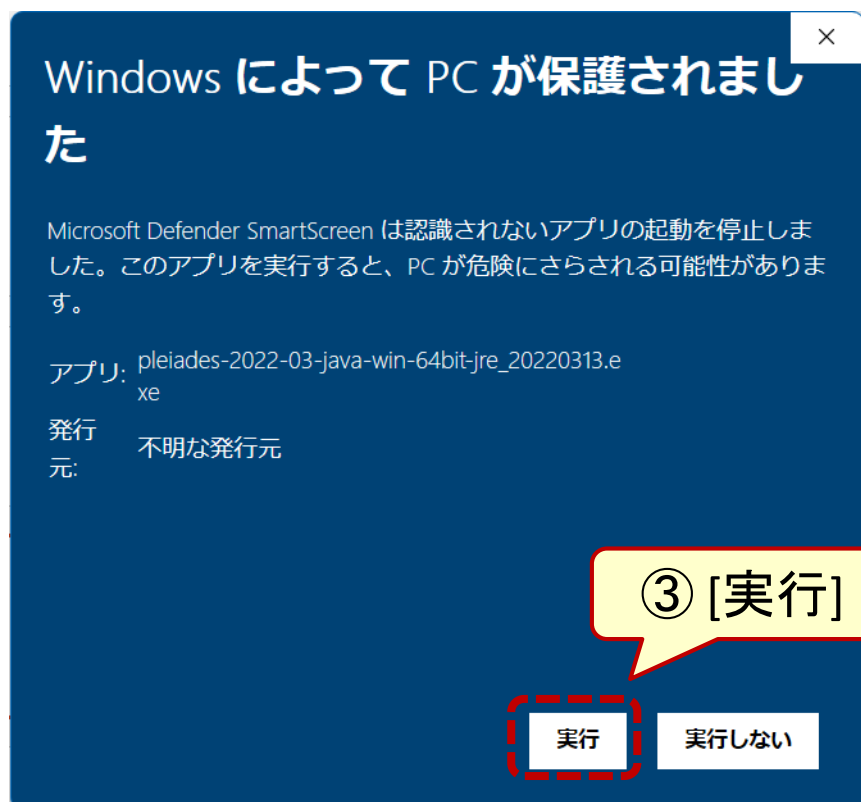 Windows によって PC が保護されまし
た
Microsoft Defender SmartScreen は認識されないアプリの起動を停止しま
した。このアプリを実行すると、PC が危険にさらされる可能性がありま
す。
アプリ: pleiades-2022-03-java-win-64bit-jre_20220313.e
xe
発行
元: 不明な発行元
③ [実行]
実行 実行しない